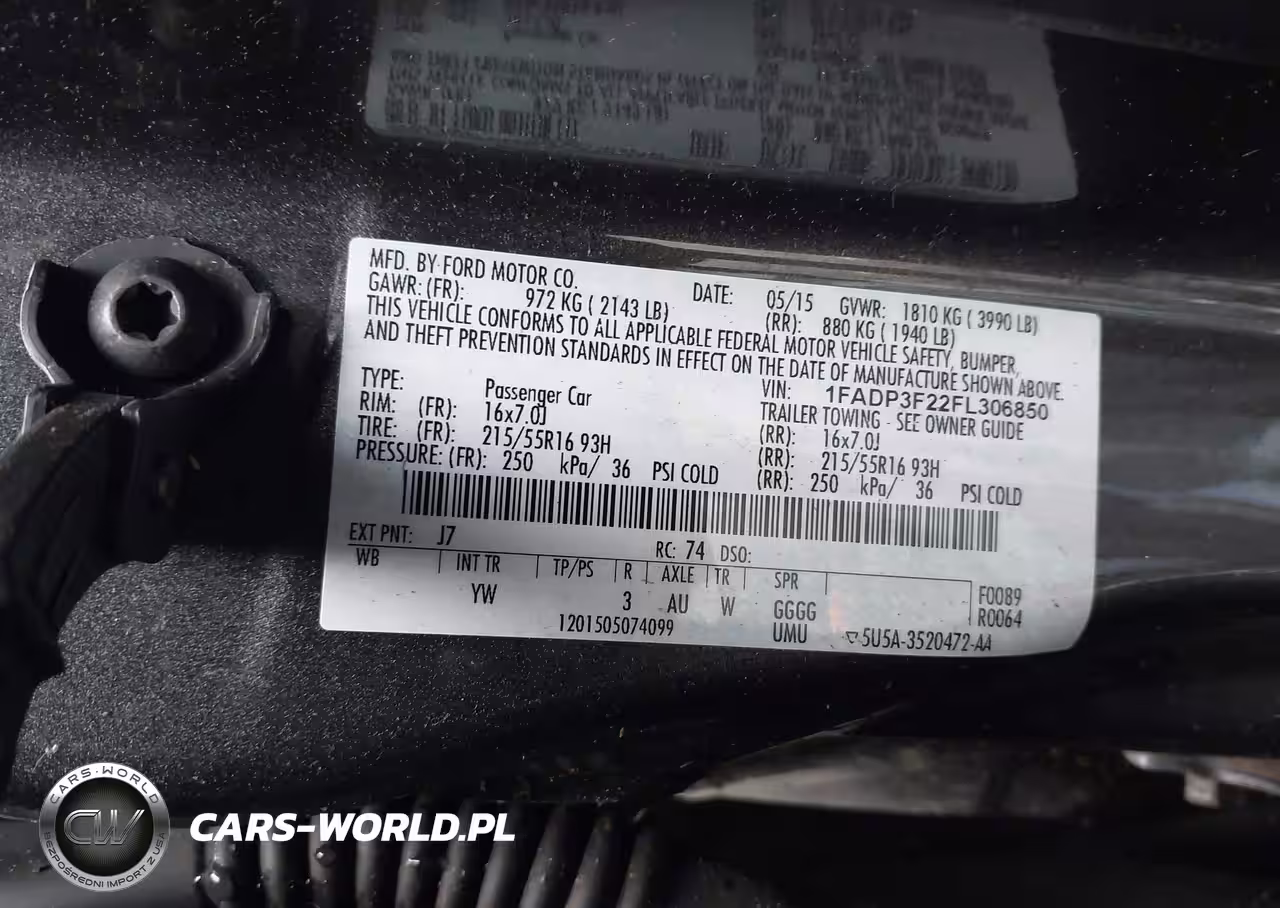 MFD. BY FORD MOTOR CO.
DATE: 05/15 GVWR: 1810 KG ( 3990 LB)
GAWR: (FR): 972 KG ( 2143 LB) (RR): 880 KG ( 1940 LB)
THIS VEHICLE CONFORMS TO ALL APPLICABLE FEDERAL MOTOR VEHICLE SAFETY, BUMPER,
AND THEFT PREVENTION STANDARDS IN EFFECT ON THE DATE OF MANUFACTURE SHOWN ABOVE.
VIN: 1FADP3F22FL306850
TYPE: Passenger Car TRAILER TOWING - SEE OWNER GUIDE
RIM: (FR): 16x7.0J (RR): 16x7.0J
TIRE: (FR): 215/55R16 93H (RR): 215/55R16 93H
PRESSURE: (FR): 250 kPa/ 36 PSI COLD (RR): 250 kPa/ 36 PSI COLD
EXT PNT: J7 RC: 74 DSO:
WB INT TR TP/PS R AXLE TR SPR F0089
YW 3 AU W GGGG R0064
1201505074099 UMU 5U5A-3520472-AA
CARS-WORLD
CW
BEZPOŚREDNI IMPORT Z USA
CARS-WORLD.PL